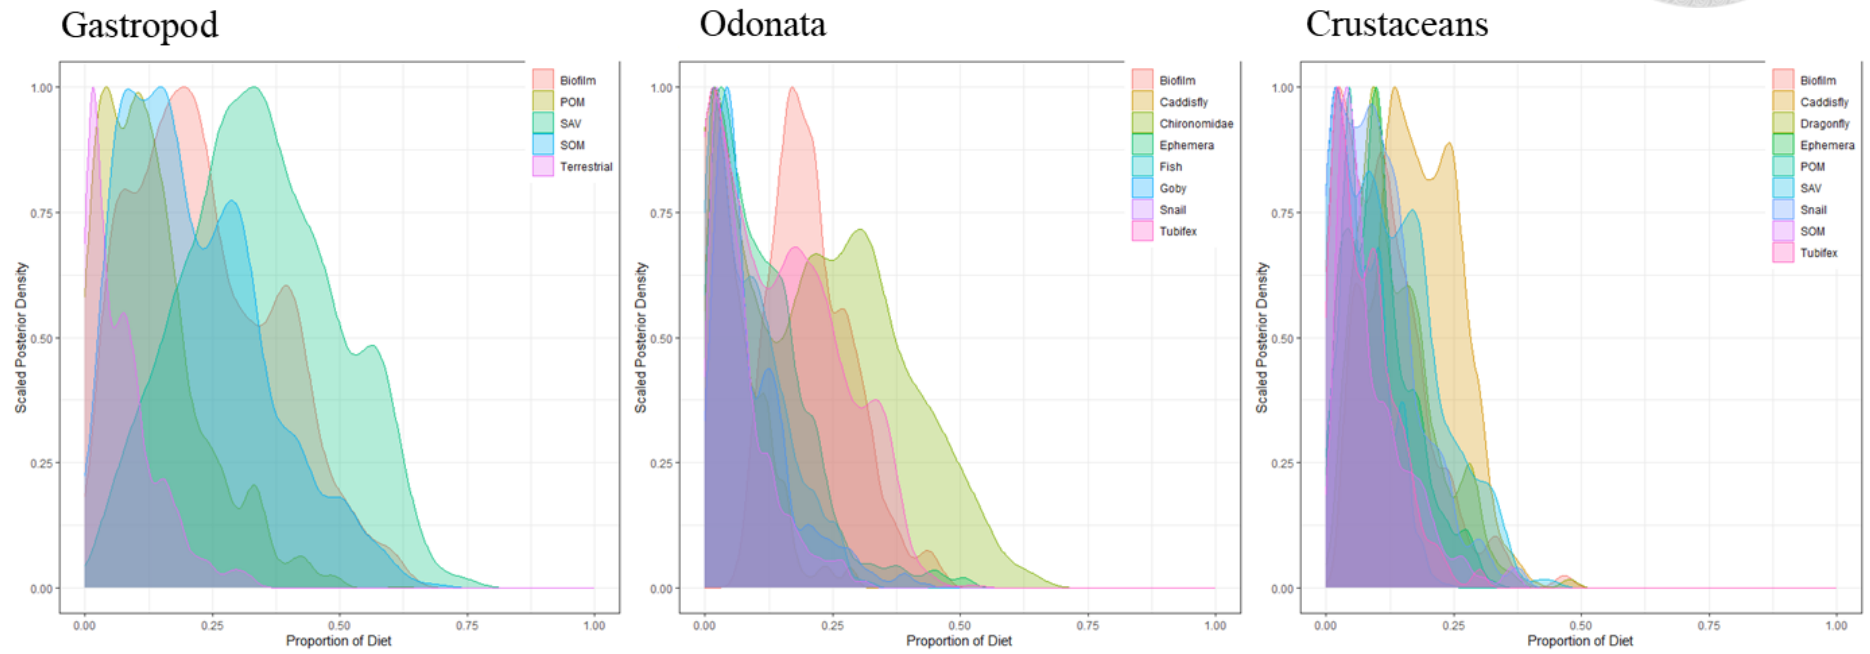 Gastropod
Scaled Posterior Density
1.00
0.75
0.50
0.25
0.00
0.00 0.25 0.50 0.75 1.00
Proportion of Diet
Biofilm
POM
SAV
SOM
Terrestrial
Odonata
Scaled Posterior Density
1.00
0.75
0.50
0.25
0.00
0.00 0.25 0.50 0.75 1.00
Proportion of Diet
Biofilm
Caddisfly
Chironomidae
Ephemera
Fish
Goby
Snail
Tubifex
Crustaceans
Scaled Posterior Density
1.00
0.75
0.50
0.25
0.00
0.00 0.25 0.50 0.75 1.00
Proportion of Diet
Biofilm
Caddisfly
Dragonfly
Ephemera
POM
SAV
Snail
SOM
Tubifex